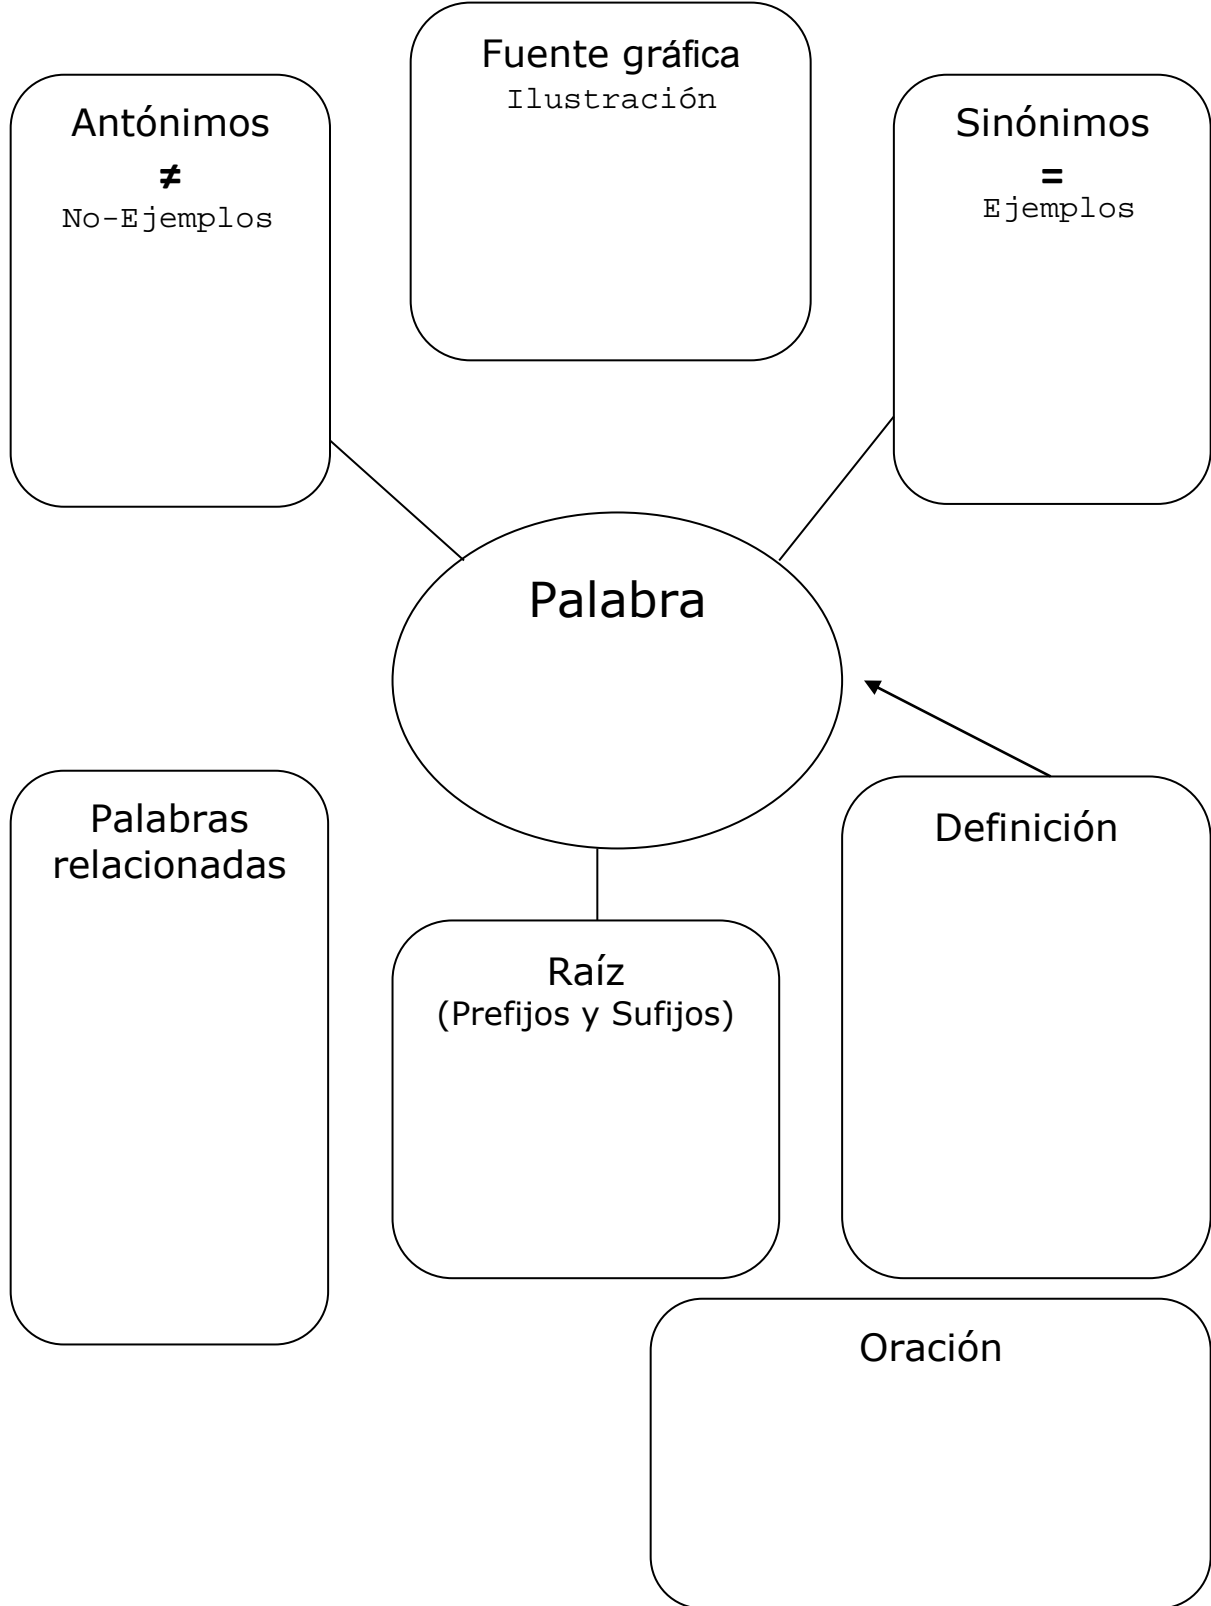 Fuente gráfica
Ilustración
Antónimos
≠
No-Ejemplos
Sinónimos
=
Ejemplos
Palabra
Palabras
relacionadas
Definición
Raíz
(Prefijos y Sufijos)
Oración